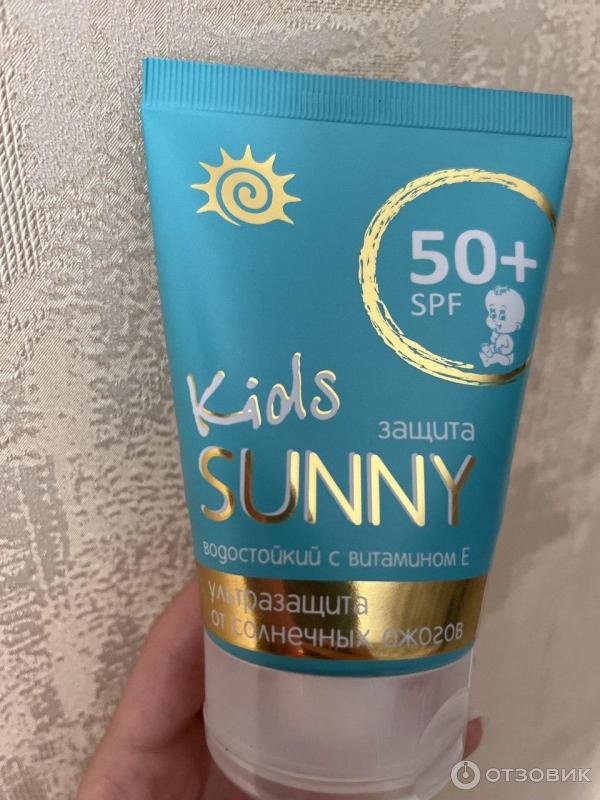 50+
SPF
Kids
защита
SUNNY
водостойкий с витамином Е
ультразащита
от солнечных ожогов
ОТЗОВИК